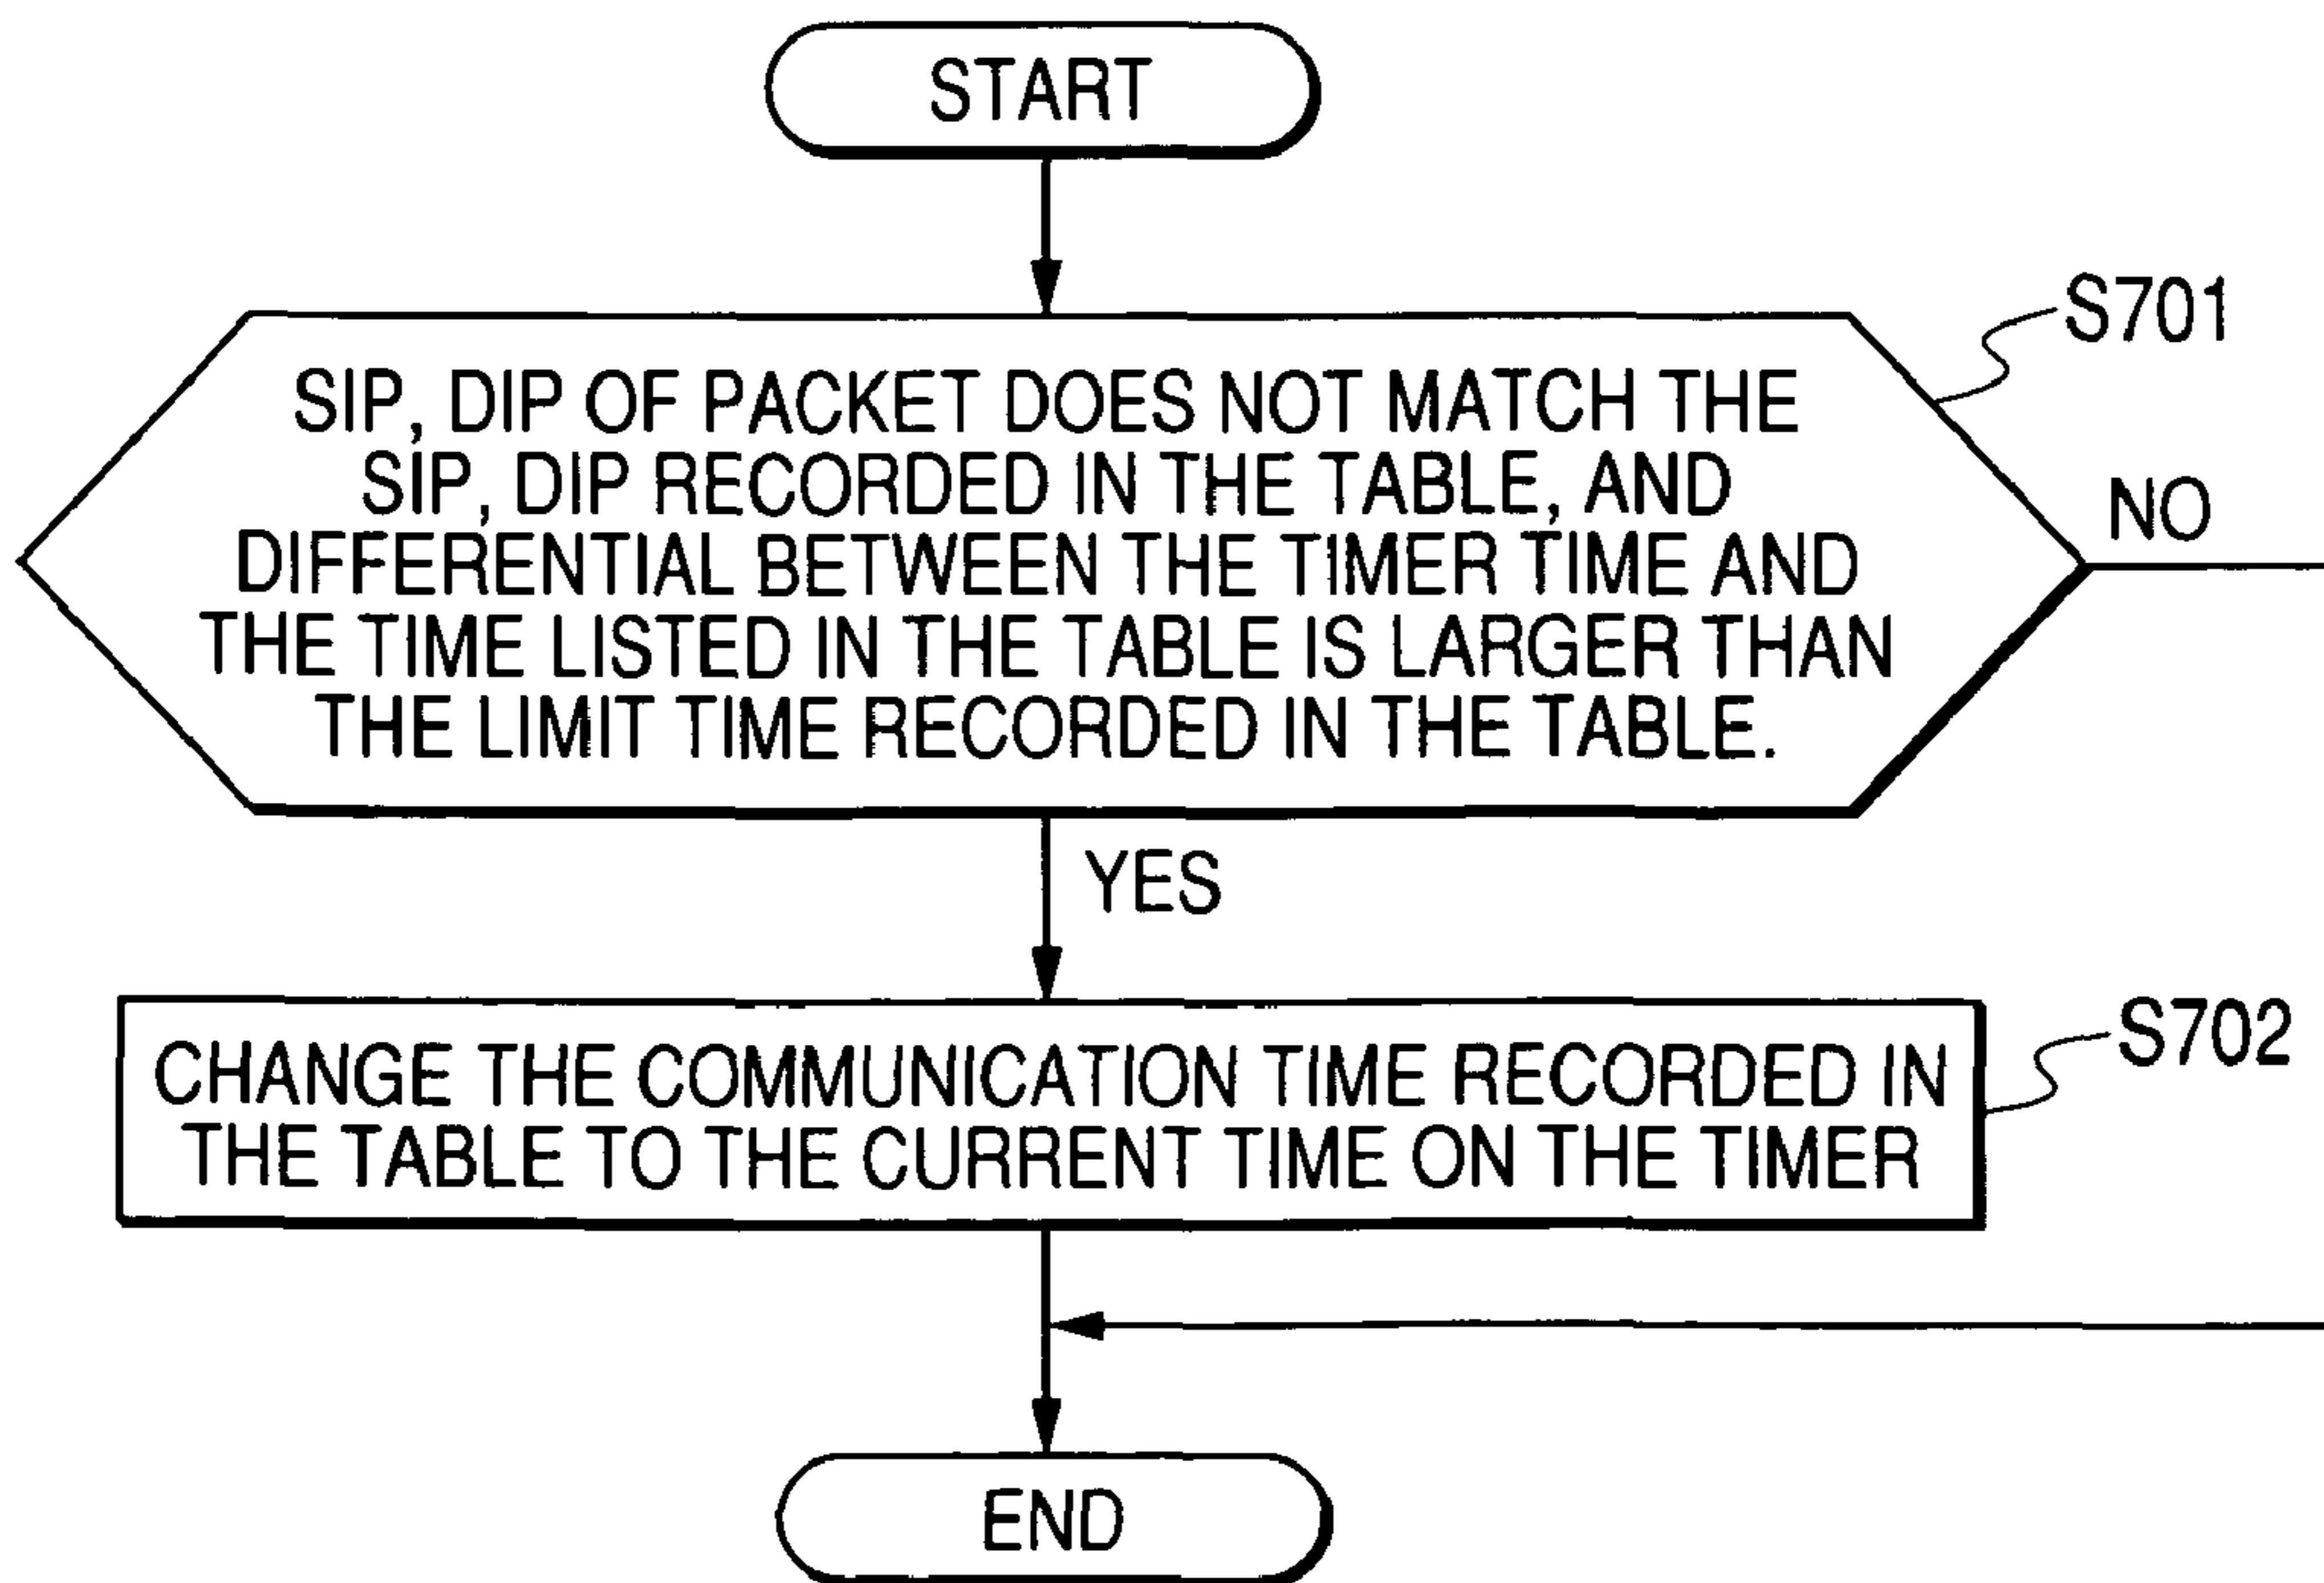 START
S701
SIP, DIP OF PACKET DOES NOT MATCH THE
SIP, DIP RECORDED IN THE TABLE, AND
DIFFERENTIAL BETWEEN THE TIMER TIME AND
THE TIME LISTED IN THE TABLE IS LARGER THAN
THE LIMIT TIME RECORDED IN THE TABLE.
NO
YES
S702
CHANGE THE COMMUNICATION TIME RECORDED IN
THE TABLE TO THE CURRENT TIME ON THE TIMER
END